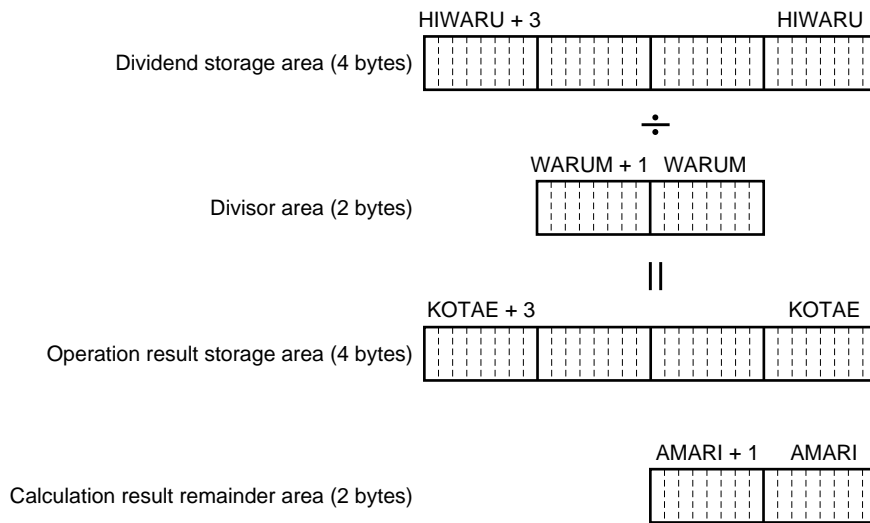 HIWARU + 3 HIWARU
Dividend storage area (4 bytes)
÷
WARUM + 1 WARUM
Divisor area (2 bytes)
=
KOTAE + 3 KOTAE
Operation result storage area (4 bytes)
AMARI + 1 AMARI
Calculation result remainder area (2 bytes)